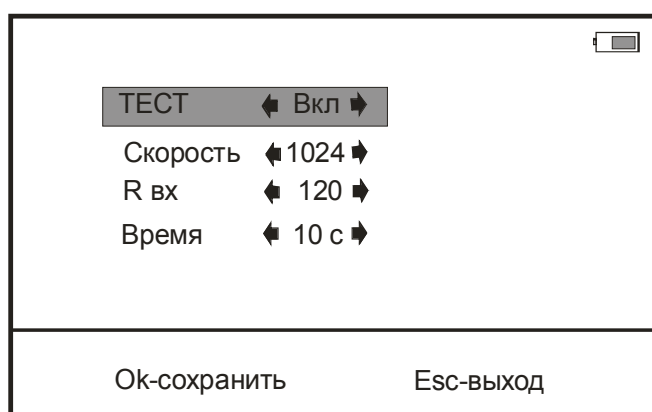 ТЕСТ Вкл
Скорость 1024
R вх 120
Время 10 с
Ok-сохранить Esc-выход